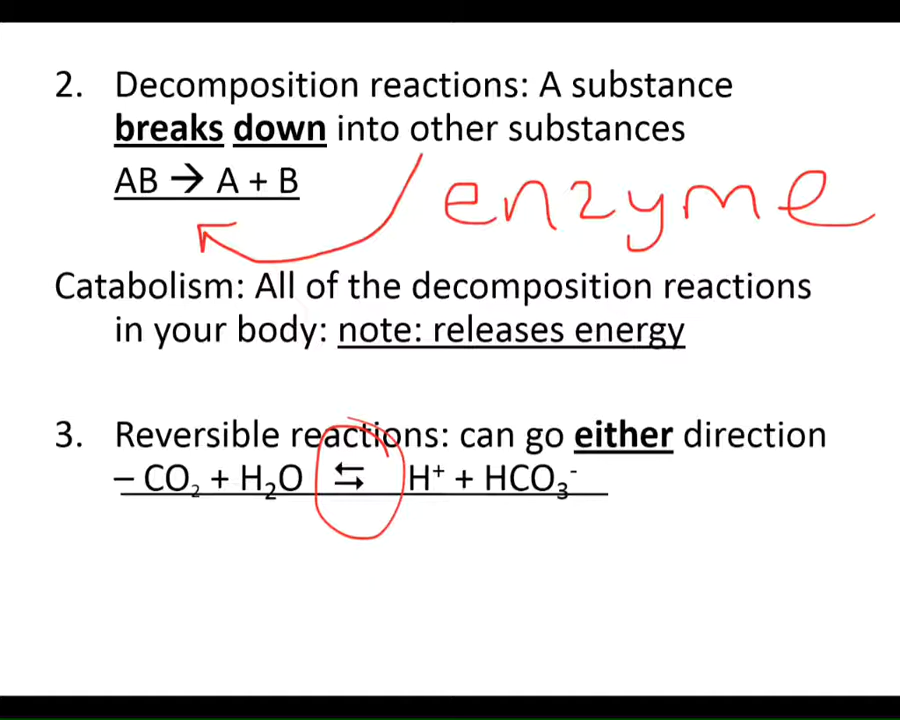 2. Decomposition reactions: A substance
breaks down into other substances
AB → A + B
enzyme
Catabolism: All of the decomposition reactions
in your body: note: releases energy
3. Reversible reactions: can go either direction
– CO₂ + H₂O ⇆ H⁺ + HCO₃⁻